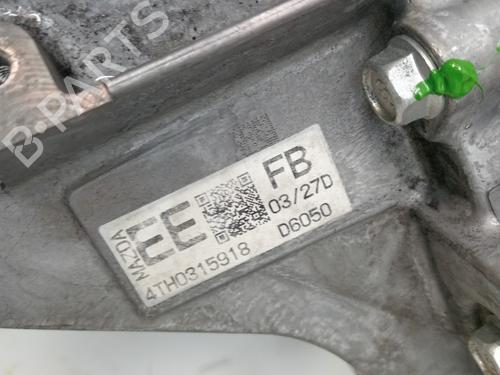 B-PARTS
MAZDA
EE
FB
03/27D
4TH0315918
D6050